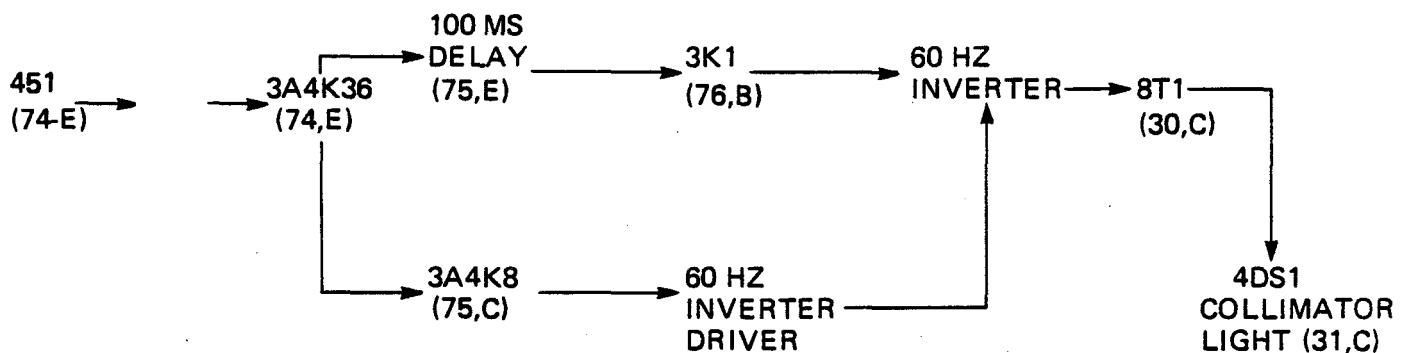 451
(74-E)
3A4K36
(74,E)
100 MS
DELAY
(75,E)
3K1
(76,B)
60 HZ
INVERTER
8T1
(30,C)
3A4K8
(75,C)
60 HZ
INVERTER
DRIVER
4DS1
COLLIMATOR
LIGHT (31,C)